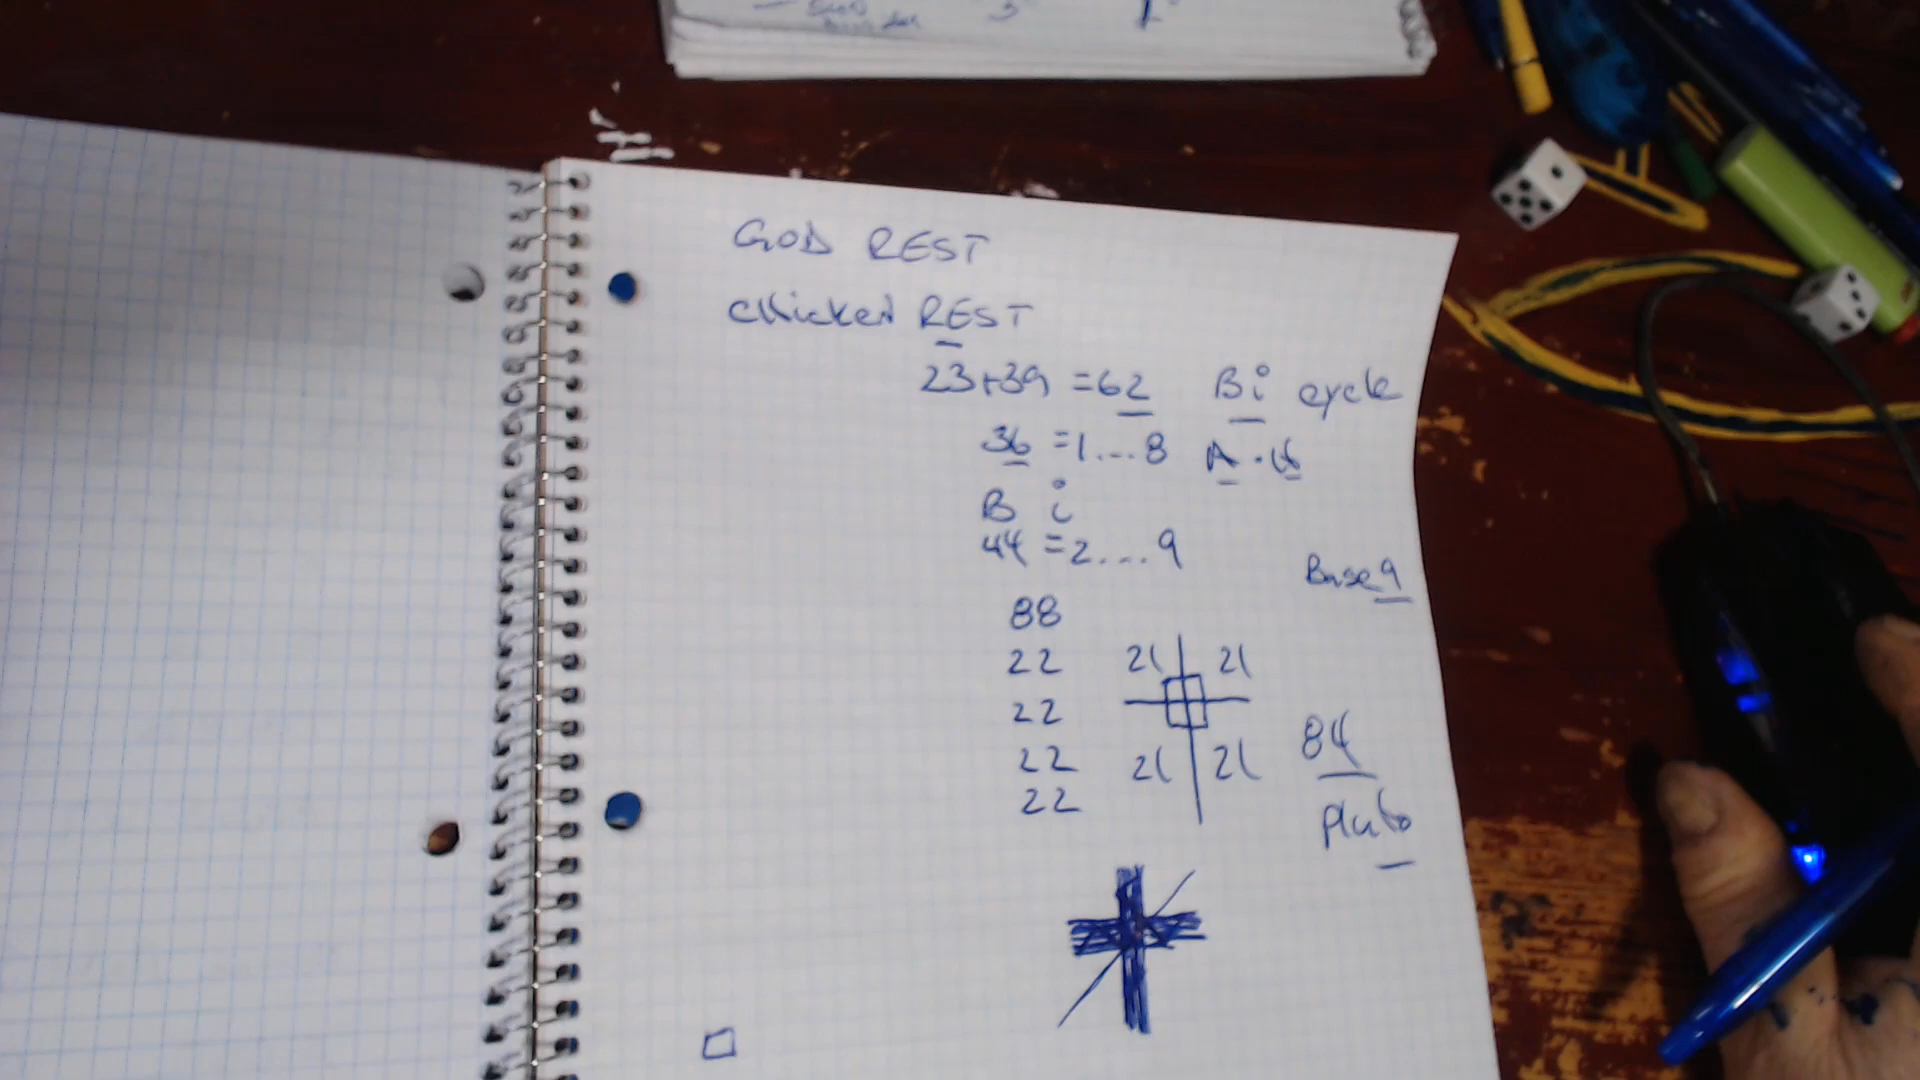 GOD REST
chicken REST
23+39 = 62 Bi cycle
36 = 1...8 A .
B i
44 = 2...9
Base 9
88
22 21 21
22
22 21 21 84
22
Pluto